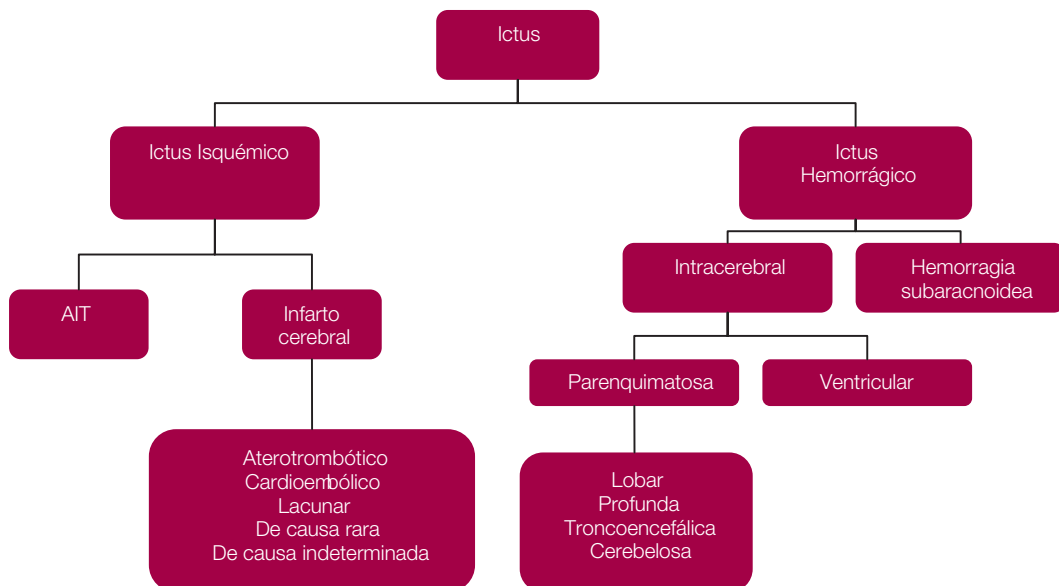 Ictus
Ictus Isquémico
Ictus
Hemorrágico
AIT
Infarto
cerebral
Intracerebral
Hemorragia
subaracnoidea
Parenquimatosa
Ventricular
Aterotrombótico
Cardioembólico
Lacunar
De causa rara
De causa indeterminada
Lobar
Profunda
Troncoencefálica
Cerebelosa